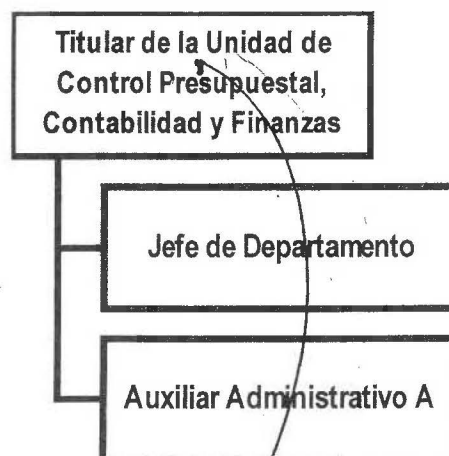 Titular de la Unidad de
Control Presupuestal,
Contabilidad y Finanzas
Jefe de Departamento
Auxiliar Administrativo A